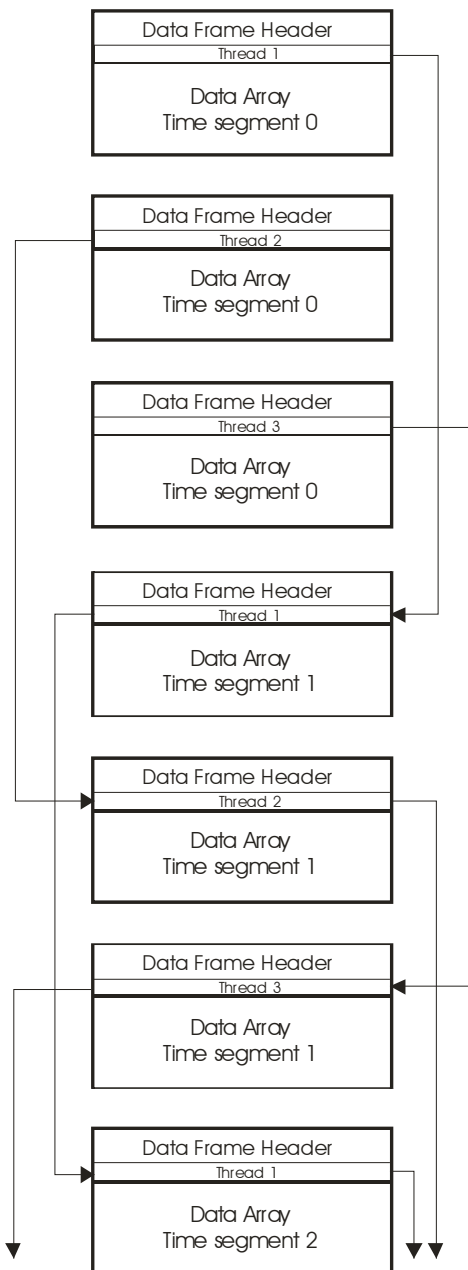 Data Frame Header
Thread 1
Data Array
Time segment 0
Data Frame Header
Thread 2
Data Array
Time segment 0
Data Frame Header
Thread 3
Data Array
Time segment 0
Data Frame Header
Thread 1
Data Array
Time segment 1
Data Frame Header
Thread 2
Data Array
Time segment 1
Data Frame Header
Thread 3
Data Array
Time segment 1
Data Frame Header
Thread 1
Data Array
Time segment 2